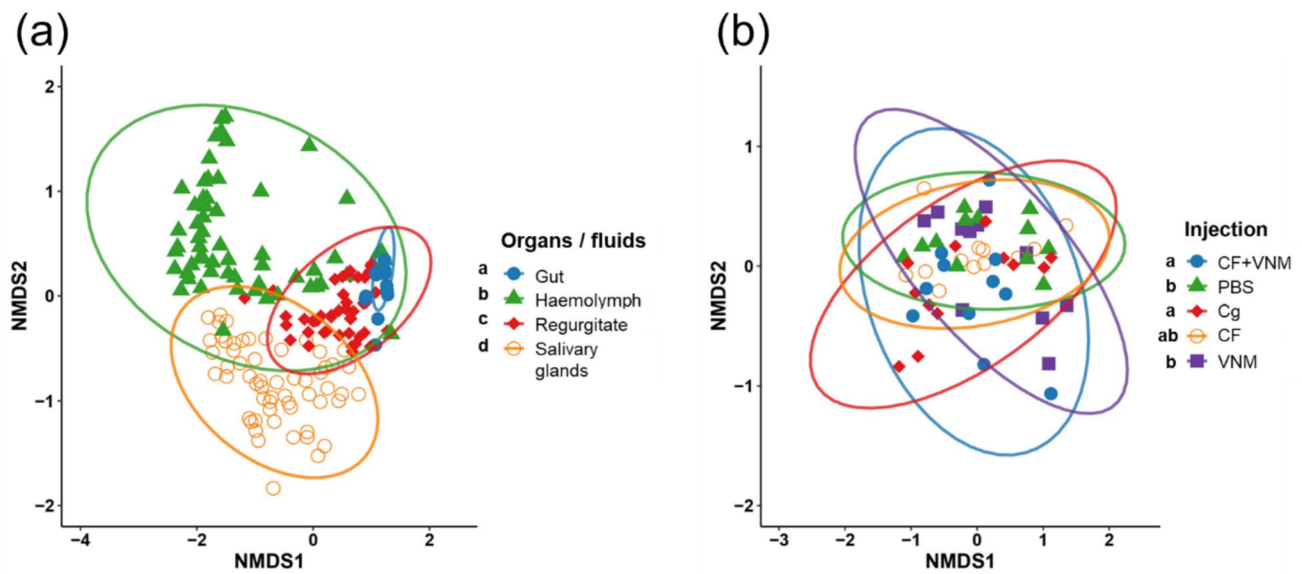 (a)
NMDS2
2
1
0
−1
−2
−4
−2
0
2
NMDS1
Organs / fluids
a Gut
b Haemolymph
c Regurgitate
d Salivary
glands
(b)
NMDS2
1
0
−1
−2
−3
−2
−1
0
1
2
NMDS1
Injection
a CF+VNM
b PBS
a Cg
ab CF
b VNM